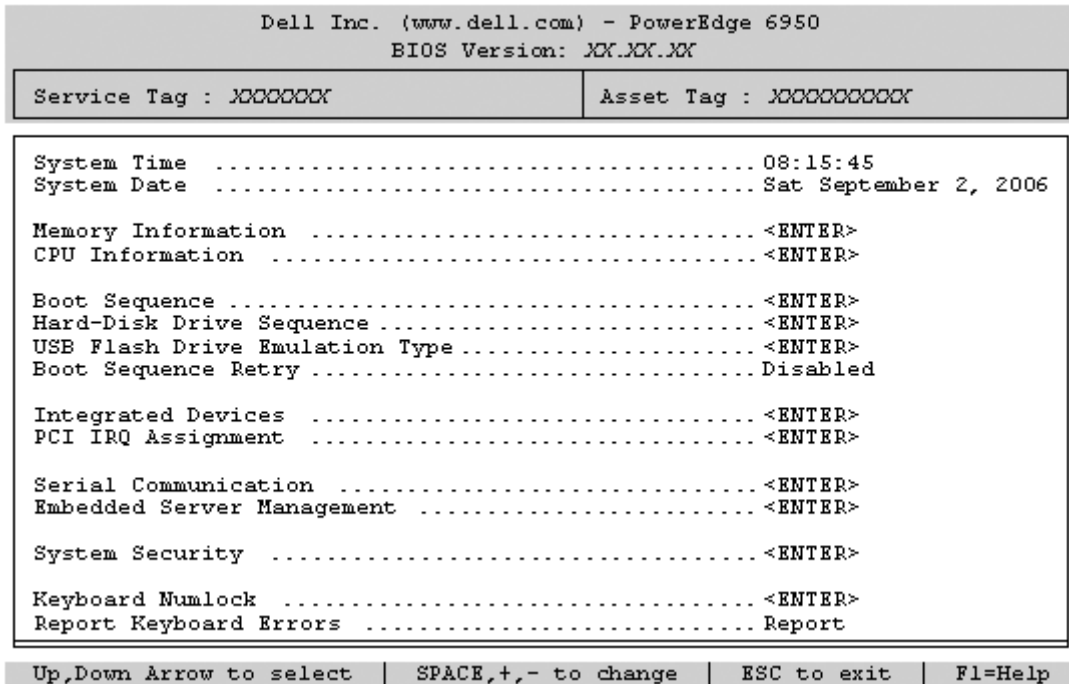 Dell Inc. (www.dell.com) - PowerEdge 6950
BIOS Version: XX.XX.XX
Service Tag : XXXXXXX Asset Tag : XXXXXXXXXX
System Time ........................................08:15:45
System Date ........................................Sat September 2, 2006
Memory Information .................................<ENTER>
CPU Information ....................................<ENTER>
Boot Sequence .......................................<ENTER>
Hard-Disk Drive Sequence ............................<ENTER>
USB Flash Drive Emulation Type ......................<ENTER>
Boot Sequence Retry .................................Disabled
Integrated Devices .................................<ENTER>
PCI IRQ Assignment .................................<ENTER>
Serial Communication ...............................<ENTER>
Embedded Server Management .........................<ENTER>
System Security ....................................<ENTER>
Keyboard Numlock ...................................<ENTER>
Report Keyboard Errors .............................Report
Up,Down Arrow to select | SPACE,+,- to change | ESC to exit | F1=Help